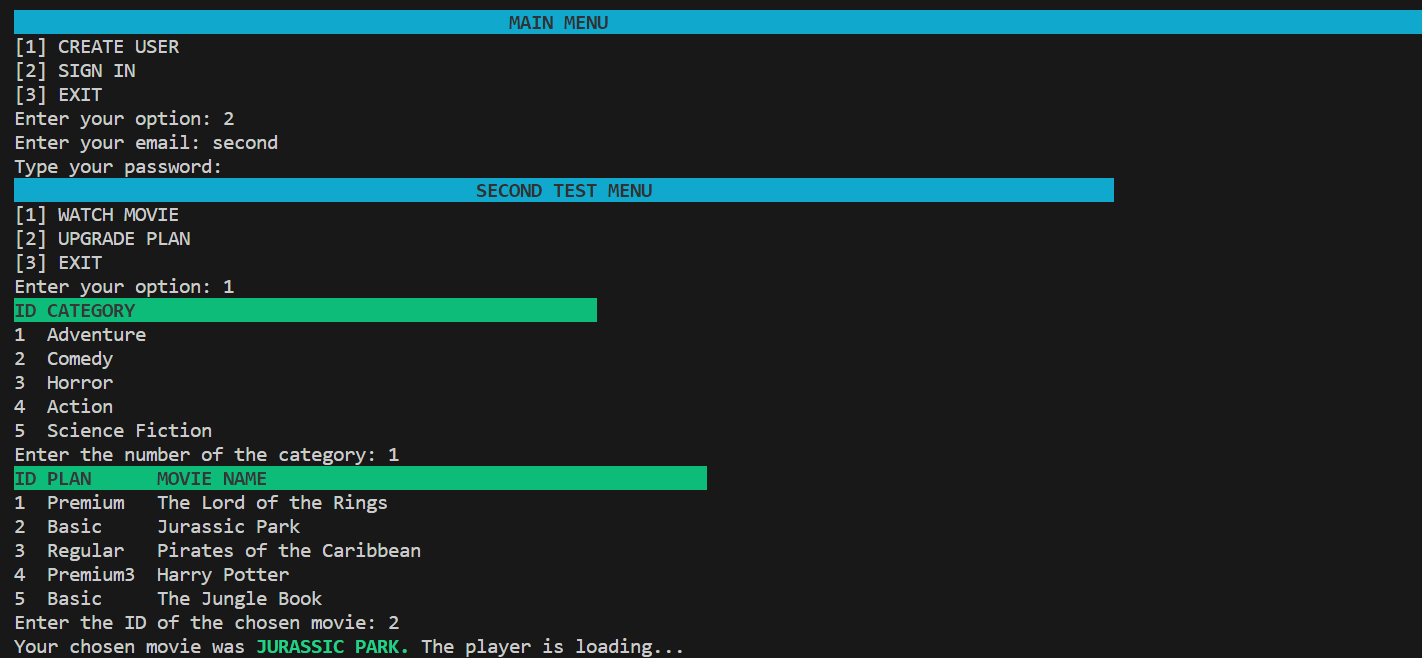 MAIN MENU
[1] CREATE USER
[2] SIGN IN
[3] EXIT
Enter your option: 2
Enter your email: second
Type your password:
SECOND TEST MENU
[1] WATCH MOVIE
[2] UPGRADE PLAN
[3] EXIT
Enter your option: 1
ID CATEGORY
1  Adventure
2  Comedy
3  Horror
4  Action
5  Science Fiction
Enter the number of the category: 1
ID PLAN      MOVIE NAME
1  Premium   The Lord of the Rings
2  Basic     Jurassic Park
3  Regular   Pirates of the Caribbean
4  Premium3  Harry Potter
5  Basic     The Jungle Book
Enter the ID of the chosen movie: 2
Your chosen movie was JURASSIC PARK. The player is loading...